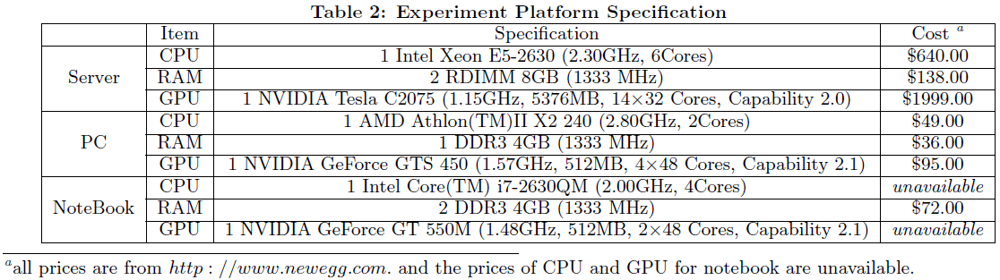 Table 2: Experiment Platform Specification
Item Specification Cost a
Server CPU 1 Intel Xeon E5-2630 (2.30GHz, 6Cores) $640.00
RAM 2 RDIMM 8GB (1333 MHz) $138.00
GPU 1 NVIDIA Tesla C2075 (1.15GHz, 5376MB, 14×32 Cores, Capability 2.0) $1999.00
PC CPU 1 AMD Athlon(TM)II X2 240 (2.80GHz, 2Cores) $49.00
RAM 1 DDR3 4GB (1333 MHz) $36.00
GPU 1 NVIDIA GeForce GTS 450 (1.57GHz, 512MB, 4×48 Cores, Capability 2.1) $95.00
NoteBook CPU 1 Intel Core(TM) i7-2630QM (2.00GHz, 4Cores) unavailable
RAM 2 DDR3 4GB (1333 MHz) $72.00
GPU 1 NVIDIA GeForce GT 550M (1.48GHz, 512MB, 2×48 Cores, Capability 2.1) unavailable
a all prices are from http : //www.newegg.com. and the prices of CPU and GPU for notebook are unavailable.